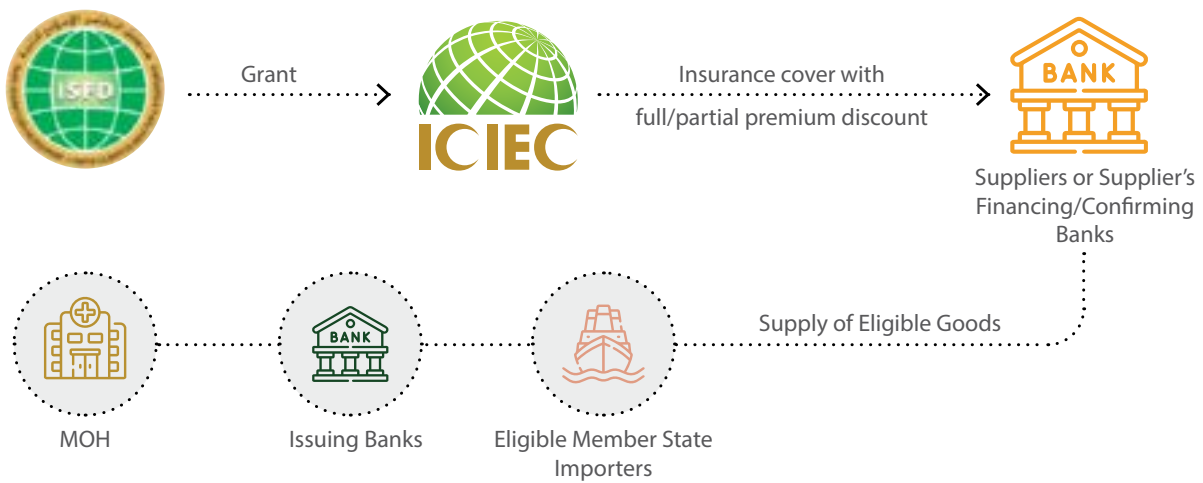 ISFD
Grant
ICIEC
Insurance cover with
full/partial premium discount
BANK
Suppliers or Supplier's
Financing/Confirming
Banks
Supply of Eligible Goods
MOH
BANK
Issuing Banks
Eligible Member State
Importers